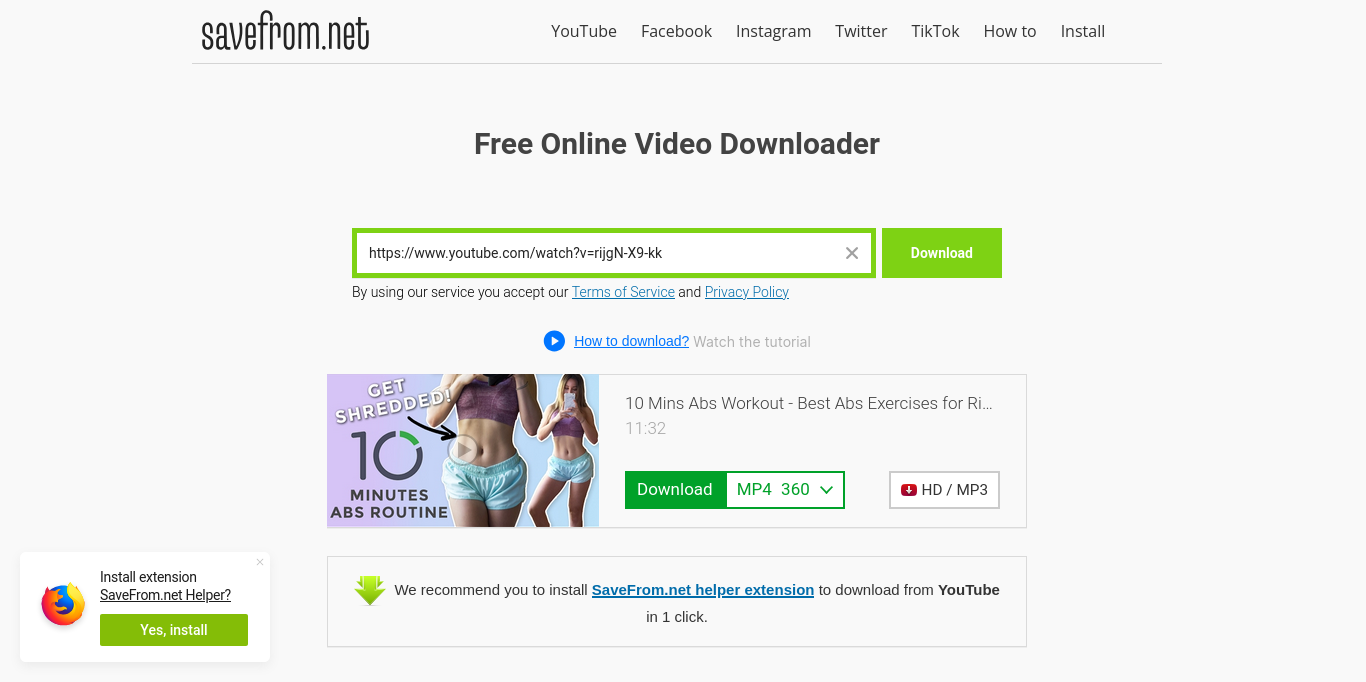 savefrom.net
YouTube Facebook Instagram Twitter TikTok How to Install
Free Online Video Downloader
https://www.youtube.com/watch?v=rijgN-X9-kk
Download
By using our service you accept our Terms of Service and Privacy Policy
How to download? Watch the tutorial
GET
SHREDDED!
10
MINUTES
ABS ROUTINE
10 Mins Abs Workout - Best Abs Exercises for Ri...
11:32
Download MP4 360
HD / MP3
We recommend you to install SaveFrom.net helper extension to download from YouTube
in 1 click.
Install extension
SaveFrom.net Helper?
Yes, install